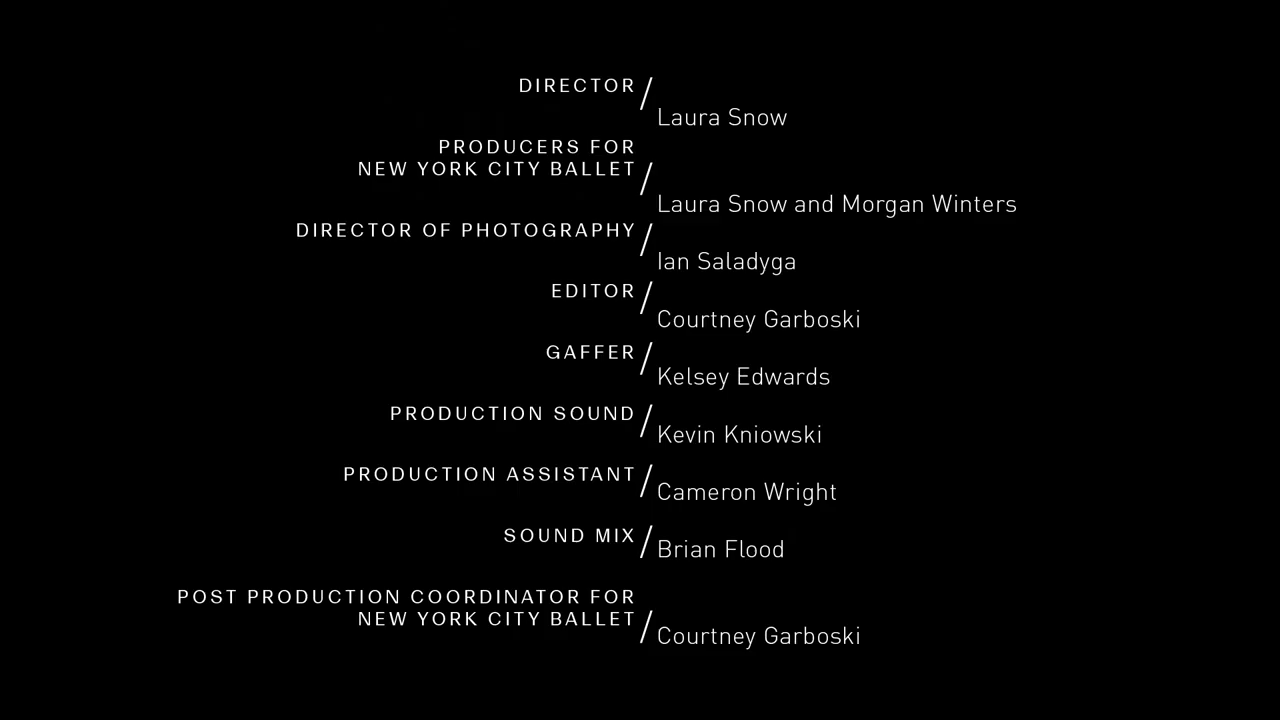 DIRECTOR /
Laura Snow
PRODUCERS FOR
NEW YORK CITY BALLET /
Laura Snow and Morgan Winters
DIRECTOR OF PHOTOGRAPHY /
Ian Saladyga
EDITOR /
Courtney Garboski
GAFFER /
Kelsey Edwards
PRODUCTION SOUND /
Kevin Kniowski
PRODUCTION ASSISTANT /
Cameron Wright
SOUND MIX /
Brian Flood
POST PRODUCTION COORDINATOR FOR
NEW YORK CITY BALLET /
Courtney Garboski